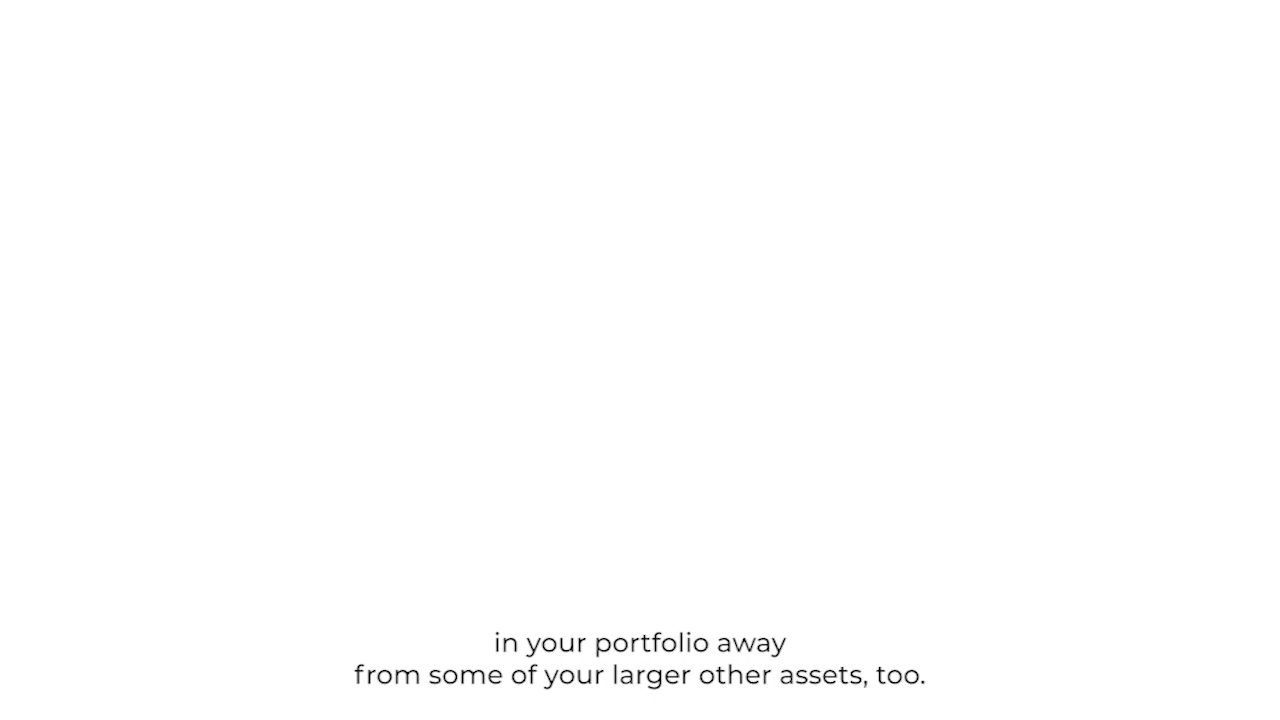 in your portfolio away
from some of your larger other assets, too.